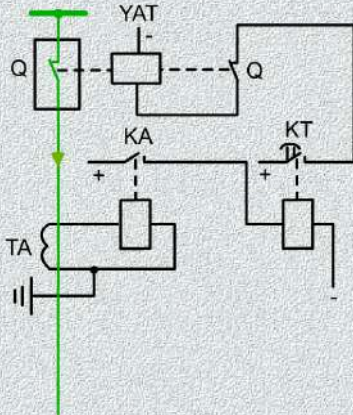 YAT
-
Q
Q
KA
KT
+
+
TA
-